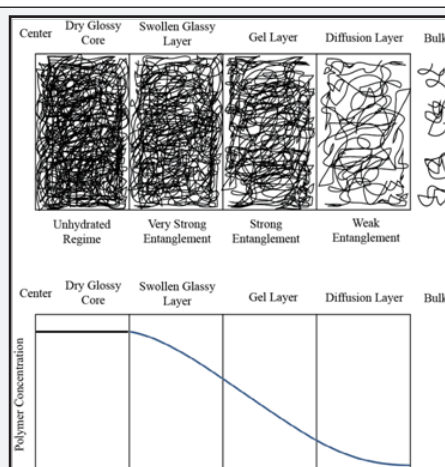 Center
Dry Glossy
Core
Swollen Glassy
Layer
Gel Layer
Diffusion Layer
Bulk
Unhydrated
Regime
Very Strong
Entanglement
Strong
Entanglement
Weak
Entanglement
Center
Dry Glossy
Core
Swollen Glassy
Layer
Gel Layer
Diffusion Layer
Bulk
Polymer Concentration